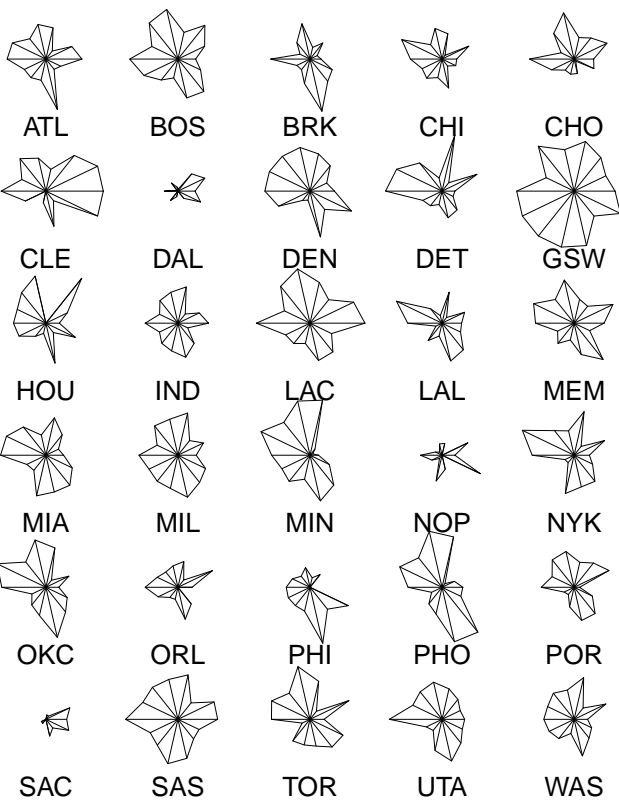 ATL BOS BRK CHI CHO
CLE DAL DEN DET GSW
HOU IND LAC LAL MEM
MIA MIL MIN NOP NYK
OKC ORL PHI PHO POR
SAC SAS TOR UTA WAS